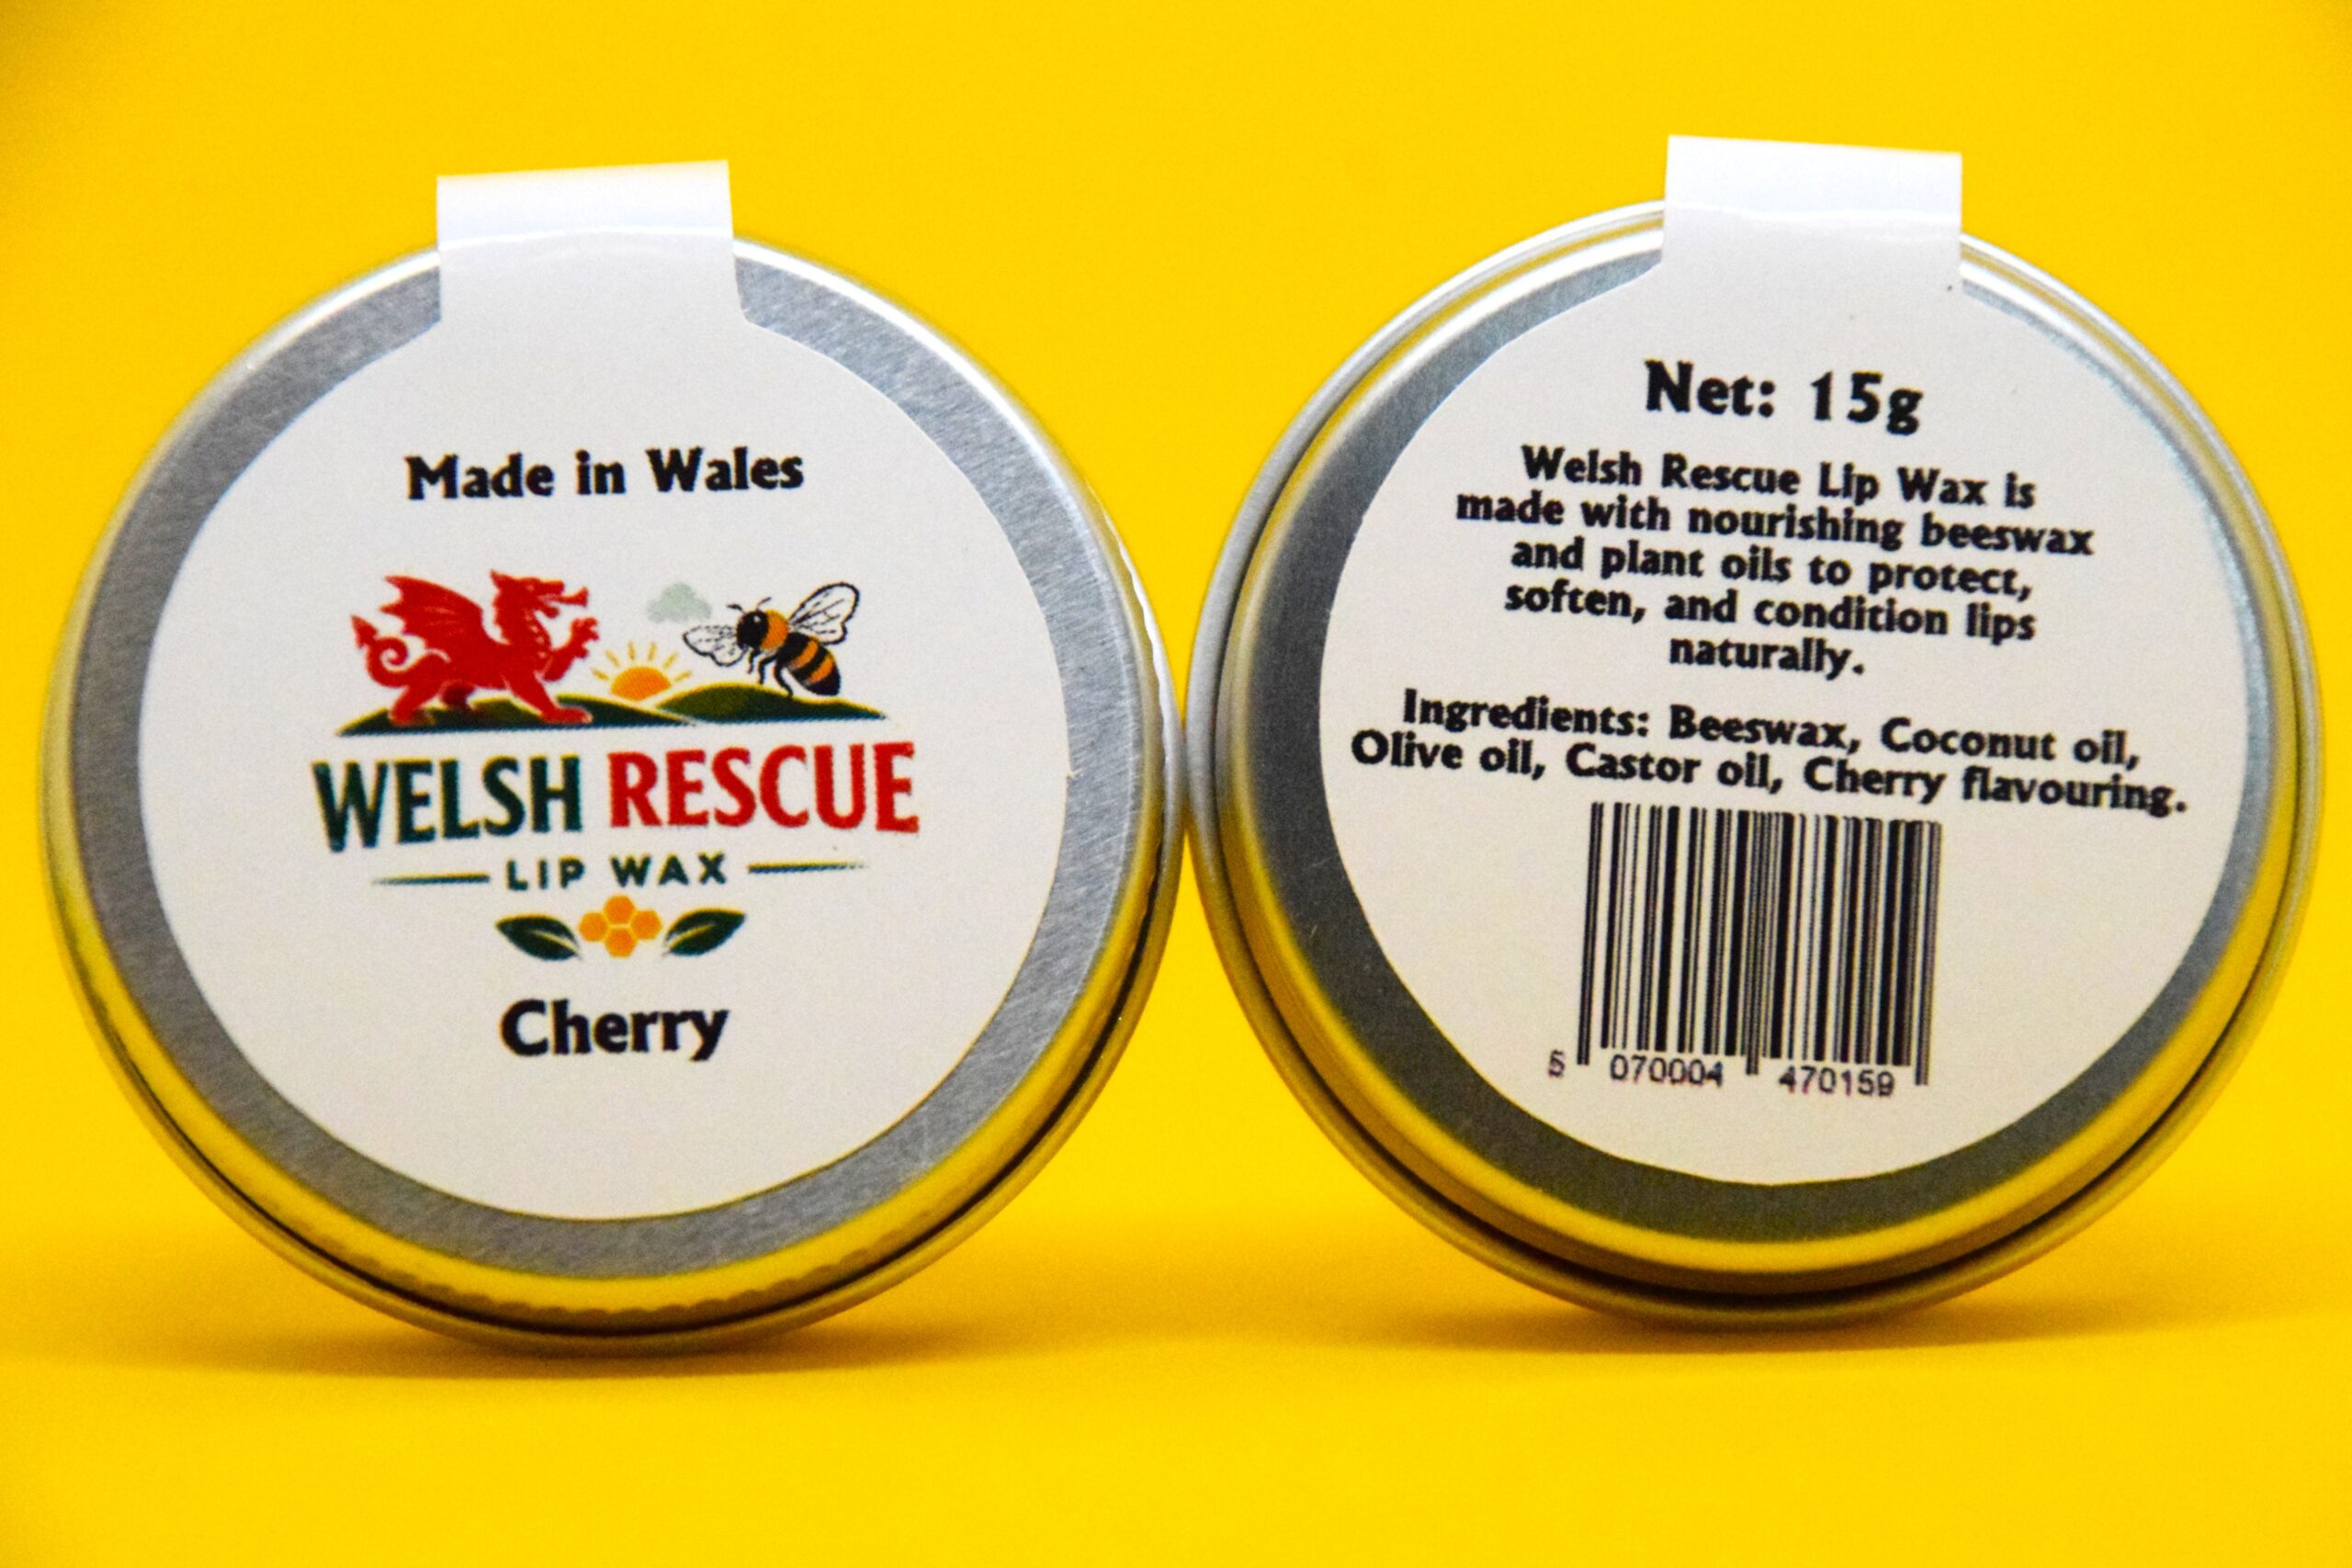 Made in Wales
WELSH RESCUE
LIP WAX
Cherry
Net: 15g
Welsh Rescue Lip Wax is
made with nourishing beeswax
and plant oils to protect,
soften, and condition lips
naturally.
Ingredients: Beeswax, Coconut oil,
Olive oil, Castor oil, Cherry flavouring.
5 070004 470159